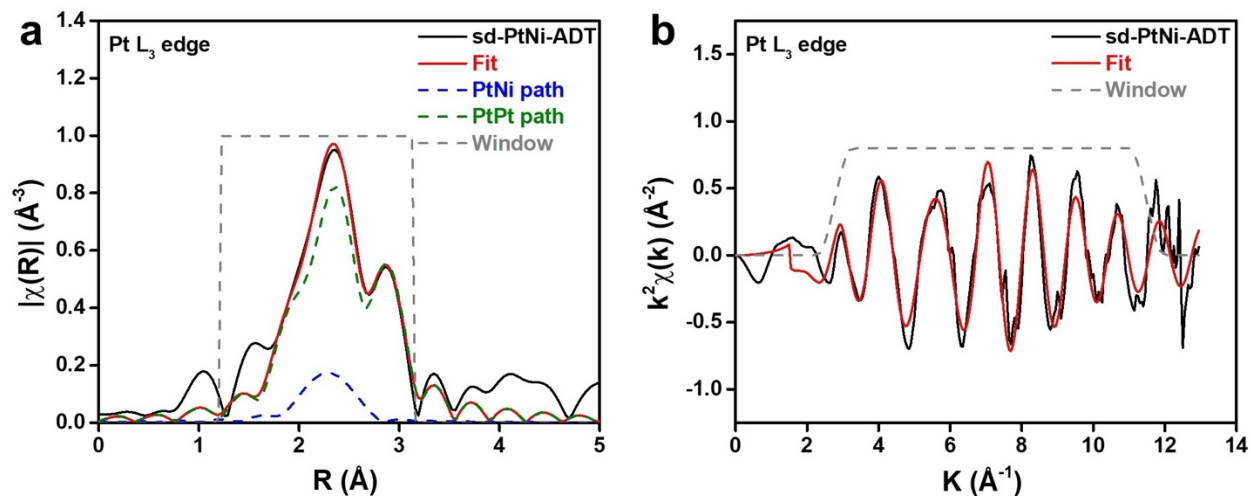 a
Pt L₃ edge
sd-PtNi-ADT
Fit
PtNi path
PtPt path
Window
1.4
1.2
1.0
0.8
0.6
0.4
0.2
0.0
|χ(R)| (Å⁻³)
0 1 2 3 4 5
R (Å)
b
Pt L₃ edge
sd-PtNi-ADT
Fit
Window
1.5
1.0
0.5
0.0
-0.5
-1.0
k²χ(k) (Å⁻²)
0 2 4 6 8 10 12 14
K (Å⁻¹)